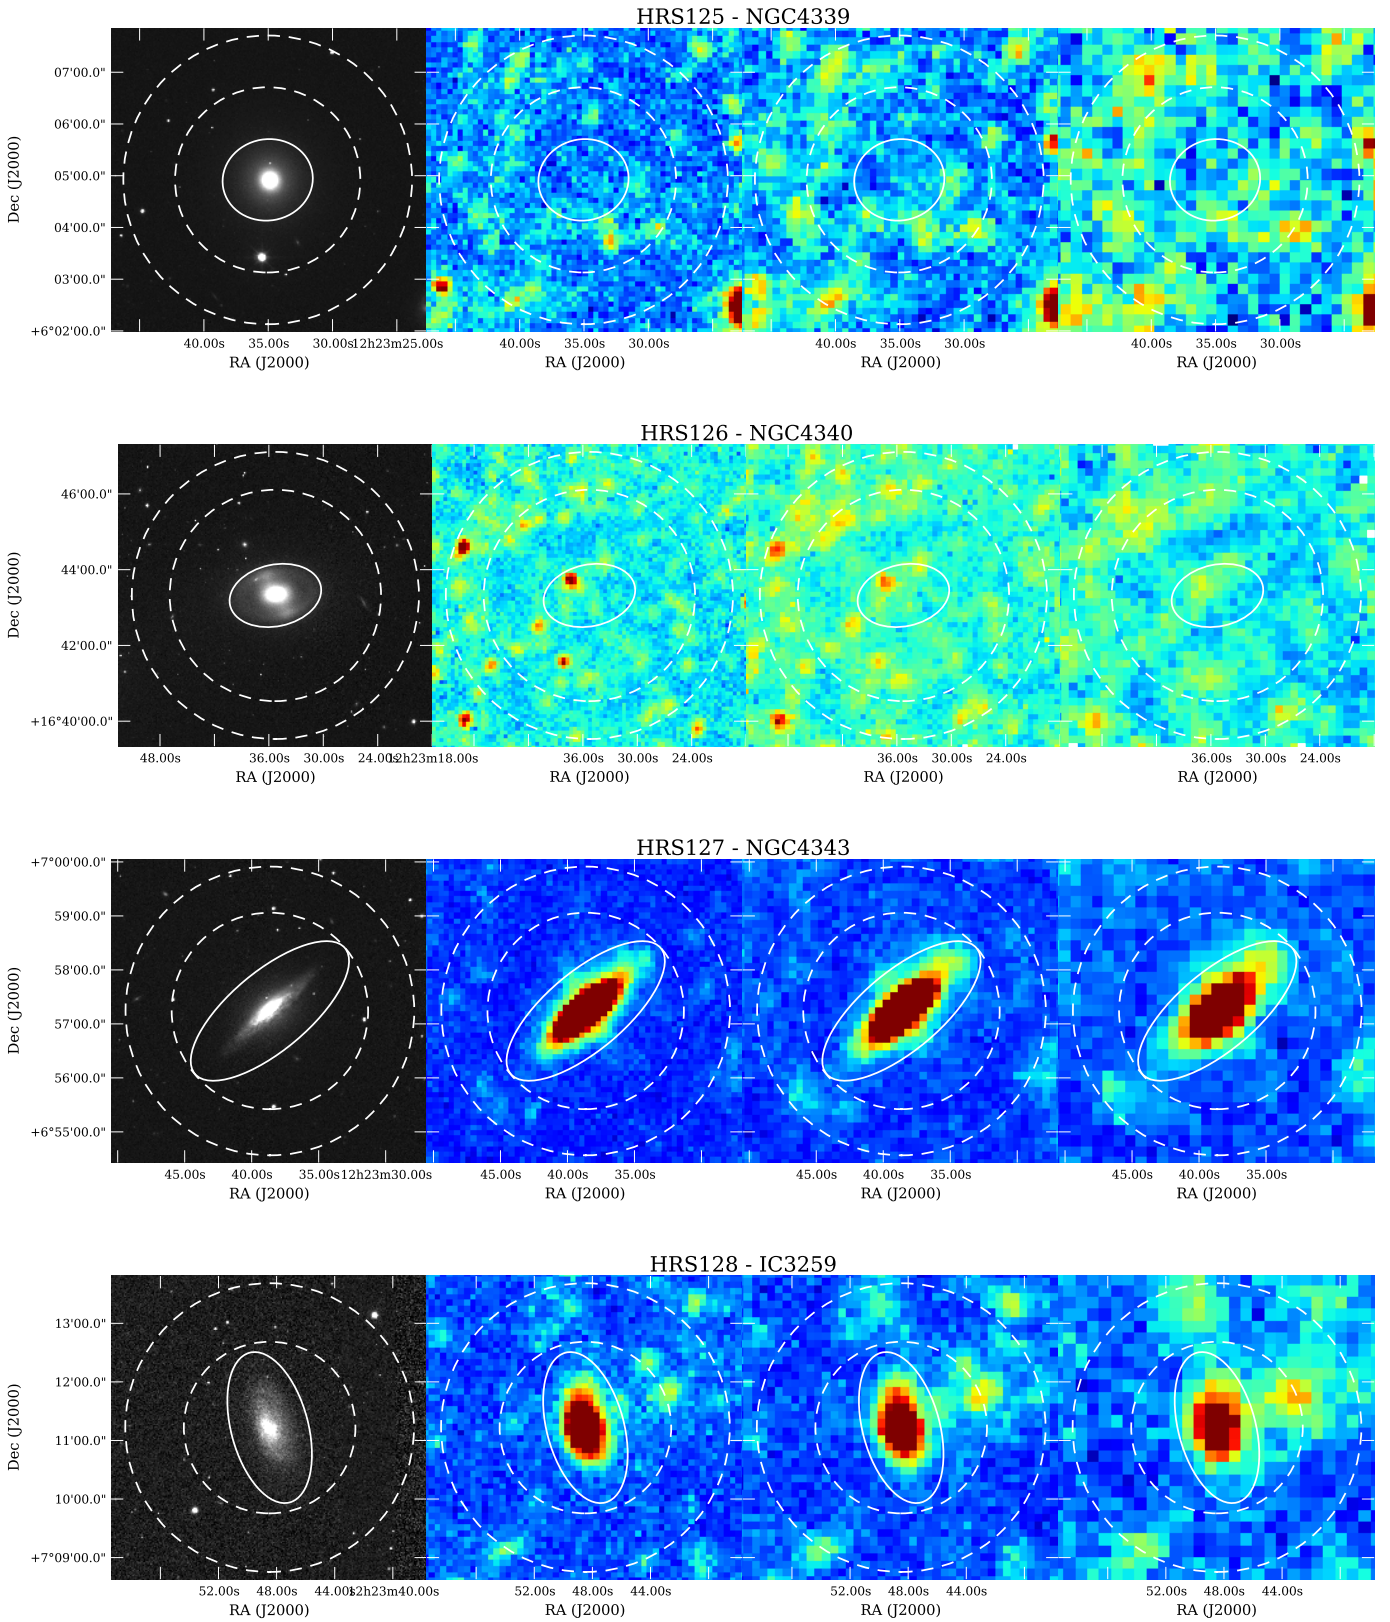 HRS125 - NGC4339
07'00.0"
06'00.0"
05'00.0"
04'00.0"
03'00.0"
+6°02'00.0"
Dec (J2000)
40.00s 35.00s 30.00s 12h23m25.00s 40.00s 35.00s 30.00s 40.00s 35.00s 30.00s 40.00s 35.00s 30.00s
RA (J2000) RA (J2000) RA (J2000) RA (J2000)
HRS126 - NGC4340
46'00.0"
44'00.0"
42'00.0"
+16°40'00.0"
Dec (J2000)
48.00s 36.00s 30.00s 24.00s 12h23m18.00s 36.00s 30.00s 24.00s 36.00s 30.00s 24.00s 36.00s 30.00s 24.00s
RA (J2000) RA (J2000) RA (J2000) RA (J2000)
HRS127 - NGC4343
+7°00'00.0"
59'00.0"
58'00.0"
57'00.0"
56'00.0"
+6°55'00.0"
Dec (J2000)
45.00s 40.00s 35.00s 12h23m30.00s 45.00s 40.00s 35.00s 45.00s 40.00s 35.00s 45.00s 40.00s 35.00s
RA (J2000) RA (J2000) RA (J2000) RA (J2000)
HRS128 - IC3259
13'00.0"
12'00.0"
11'00.0"
10'00.0"
+7°09'00.0"
Dec (J2000)
52.00s 48.00s 44.00s 12h23m40.00s 52.00s 48.00s 44.00s 52.00s 48.00s 44.00s 52.00s 48.00s 44.00s
RA (J2000) RA (J2000) RA (J2000) RA (J2000)